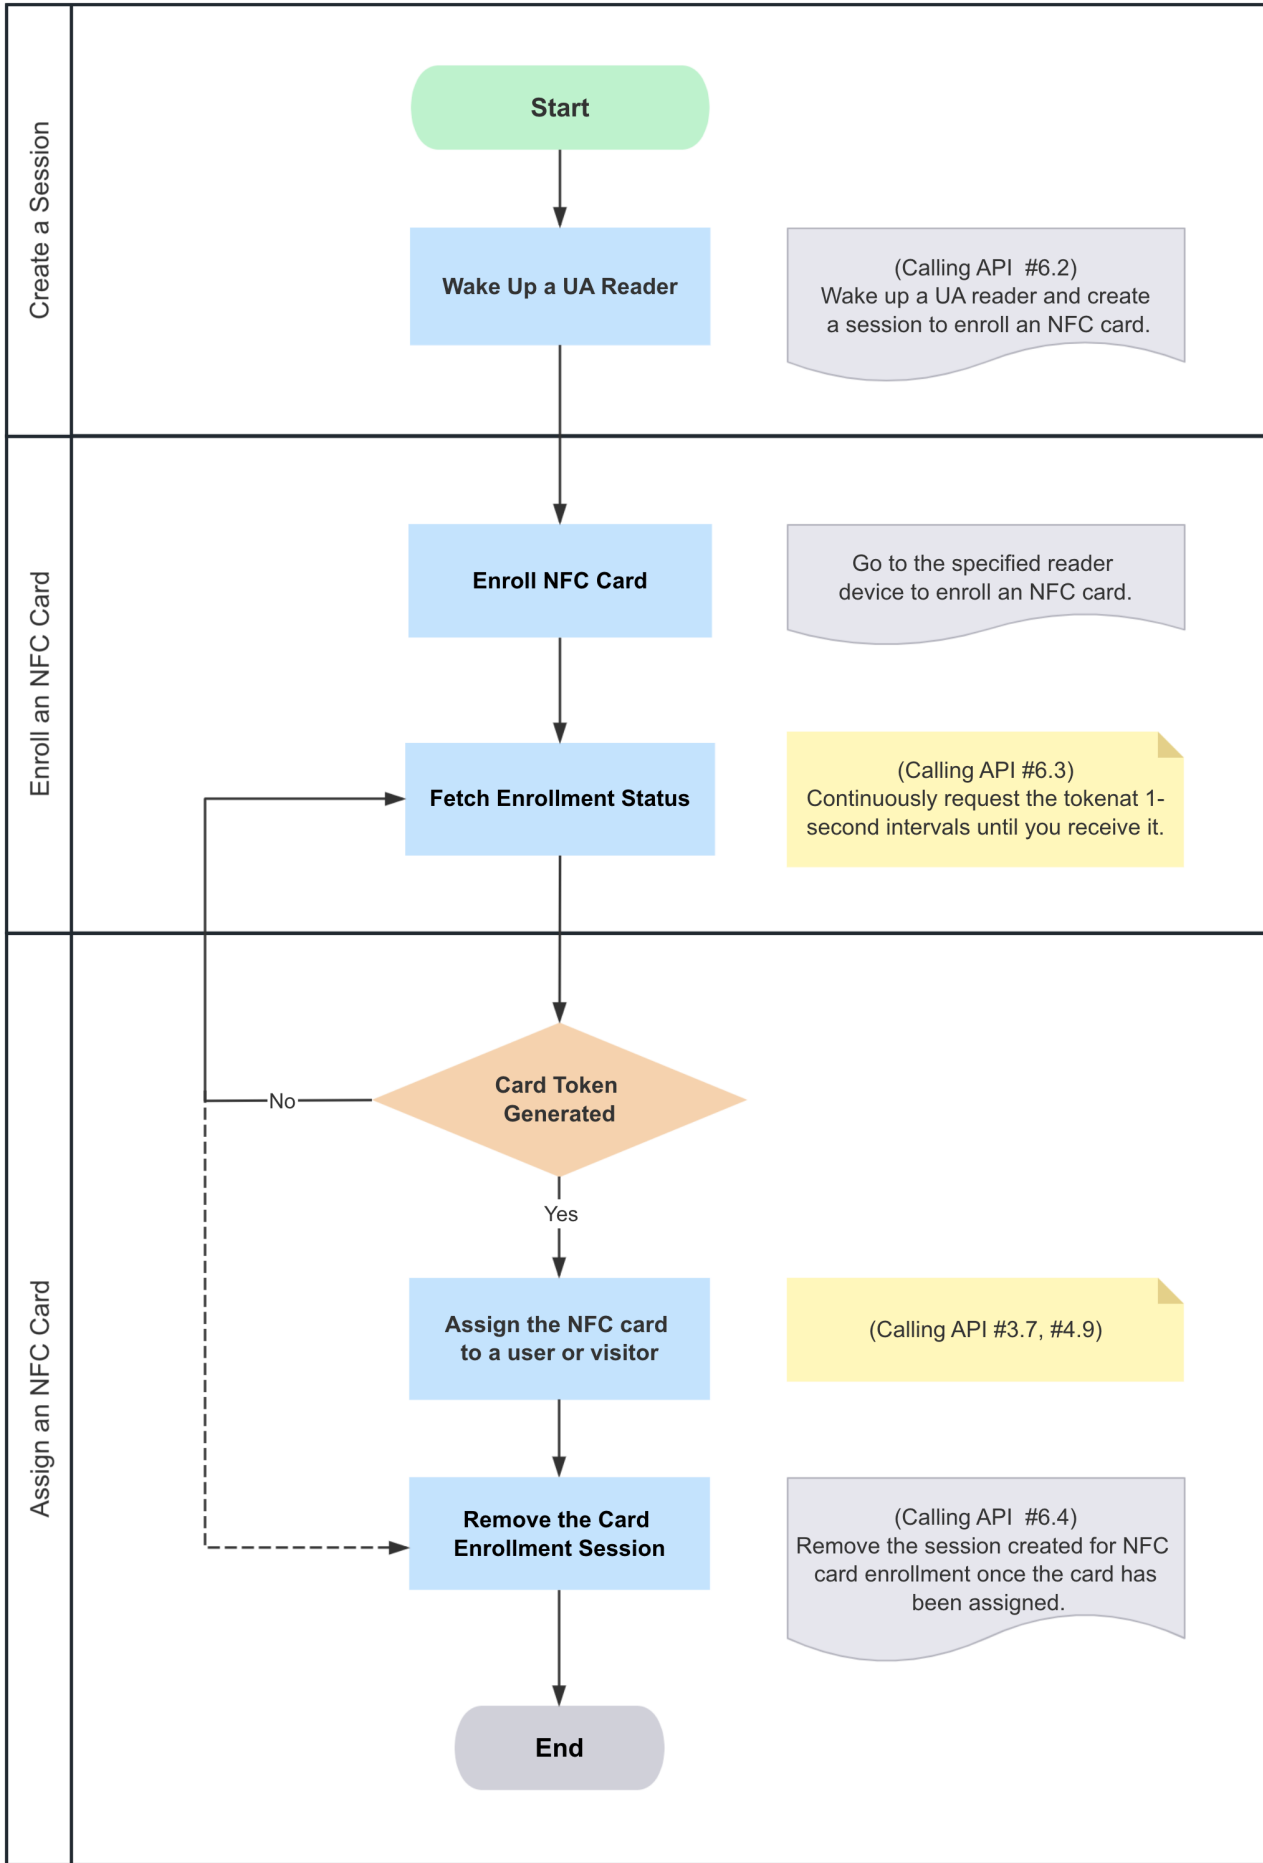 Create a Session
Start
Wake Up a UA Reader
(Calling API  #6.2)
Wake up a UA reader and create
a session to enroll an NFC card.
Enroll an NFC Card
Enroll NFC Card
Go to the specified reader
device to enroll an NFC card.
Fetch Enrollment Status
(Calling API #6.3)
Continuously request the tokenat 1-
second intervals until you receive it.
Assign an NFC Card
Card Token
Generated
No
Yes
Assign the NFC card
to a user or visitor
(Calling API #3.7, #4.9)
Remove the Card
Enrollment Session
(Calling API  #6.4)
Remove the session created for NFC
card enrollment once the card has
been assigned.
End